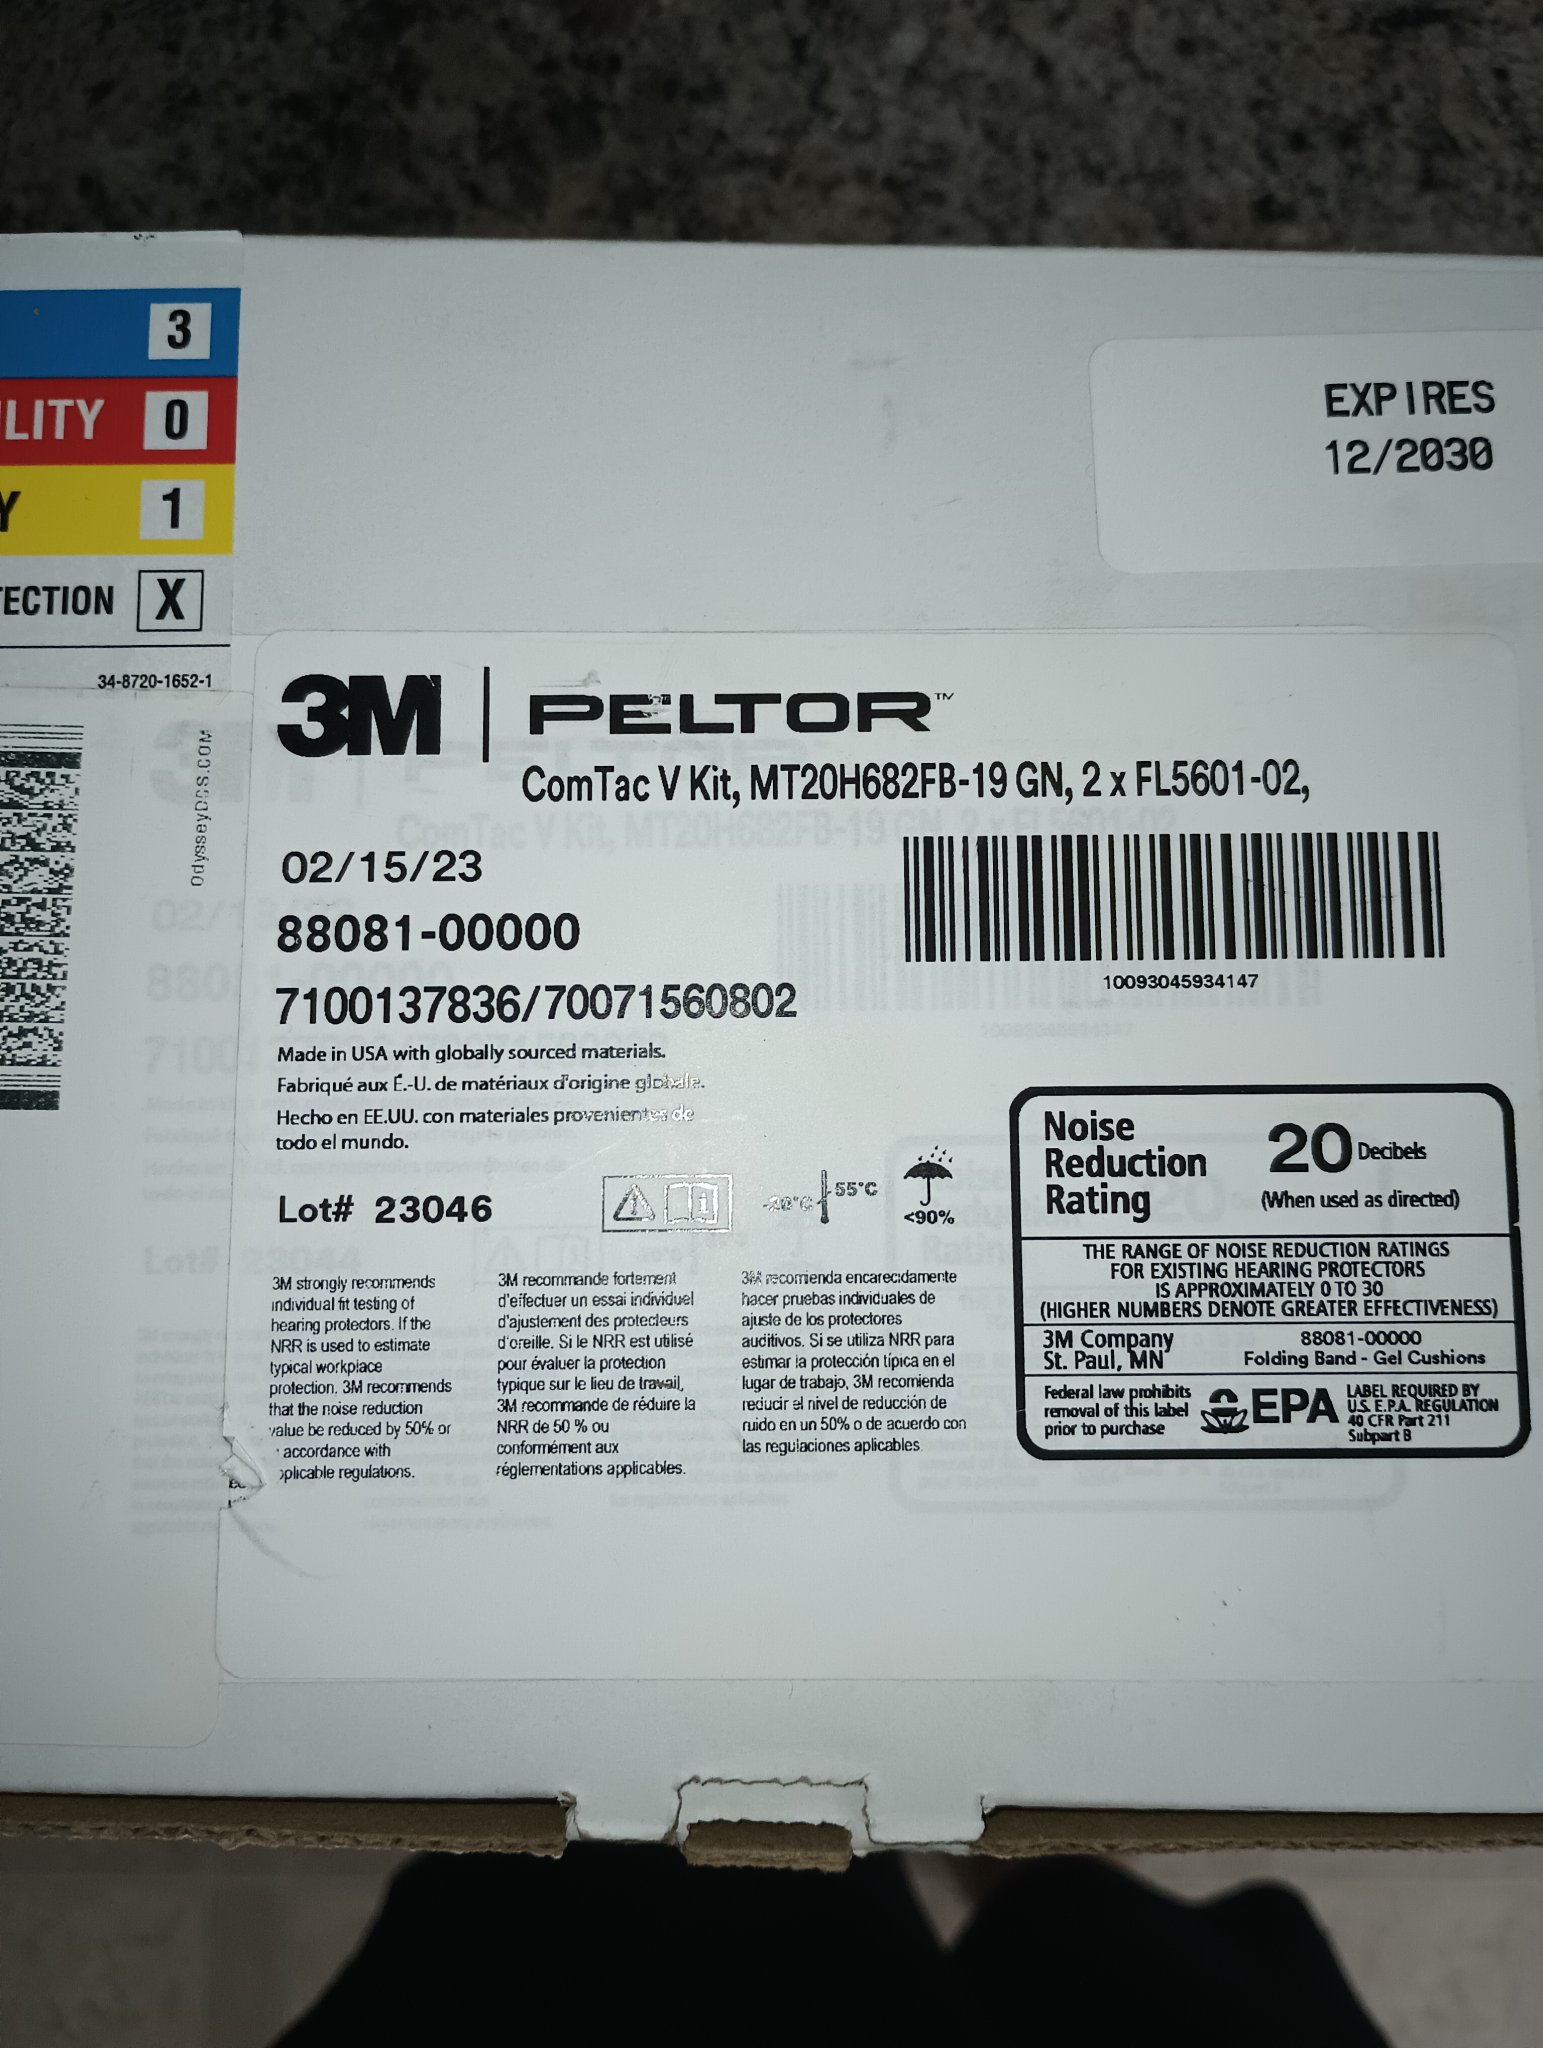 3
LITY 0
Y 1
ECTION X
34-8720-1652-1
OdysseyDCS.COM
EXPIRES
12/2030
3M | PELTOR™
ComTac V Kit, MT20H682FB-19 GN, 2 x FL5601-02,
02/15/23
88081-00000
7100137836/70071560802
10093045934147
Made in USA with globally sourced materials.
Fabriqué aux É.-U. de matériaux d'origine globale.
Hecho en EE.UU. con materiales provenientes de
todo el mundo.
Lot# 23046
-20°C 55°C
<90%
3M strongly recommends
individual fit testing of
hearing protectors. If the
NRR is used to estimate
typical workplace
protection, 3M recommends
that the noise reduction
value be reduced by 50% or
accordance with
plicable regulations.
3M recommande fortement
d'effectuer un essai individuel
d'ajustement des protecteurs
d'oreille. Si le NRR est utilisé
pour évaluer la protection
typique sur le lieu de travail,
3M recommande de réduire la
NRR de 50 % ou
conformément aux
réglementations applicables.
3M recomienda encarecidamente
hacer pruebas individuales de
ajuste de los protectores
auditivos. Si se utiliza NRR para
estimar la protección típica en el
lugar de trabajo, 3M recomienda
reducir el nivel de reducción de
ruido en un 50% o de acuerdo con
las regulaciones aplicables
Noise
Reduction
Rating
20 Decibels
(When used as directed)
THE RANGE OF NOISE REDUCTION RATINGS
FOR EXISTING HEARING PROTECTORS
IS APPROXIMATELY 0 TO 30
(HIGHER NUMBERS DENOTE GREATER EFFECTIVENESS)
3M Company
St. Paul, MN
88081-00000
Folding Band - Gel Cushions
Federal law prohibits
removal of this label
prior to purchase
EPA
LABEL REQUIRED BY
U.S. E.P.A. REGULATION
40 CFR Part 211
Subpart B